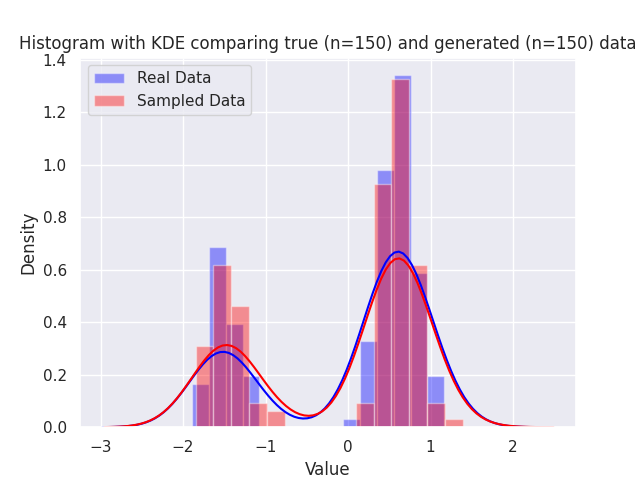 Histogram with KDE comparing true (n=150) and generated (n=150) data
Real Data
Sampled Data
Density
1.4
1.2
1.0
0.8
0.6
0.4
0.2
0.0
−3 −2 −1 0 1 2
Value